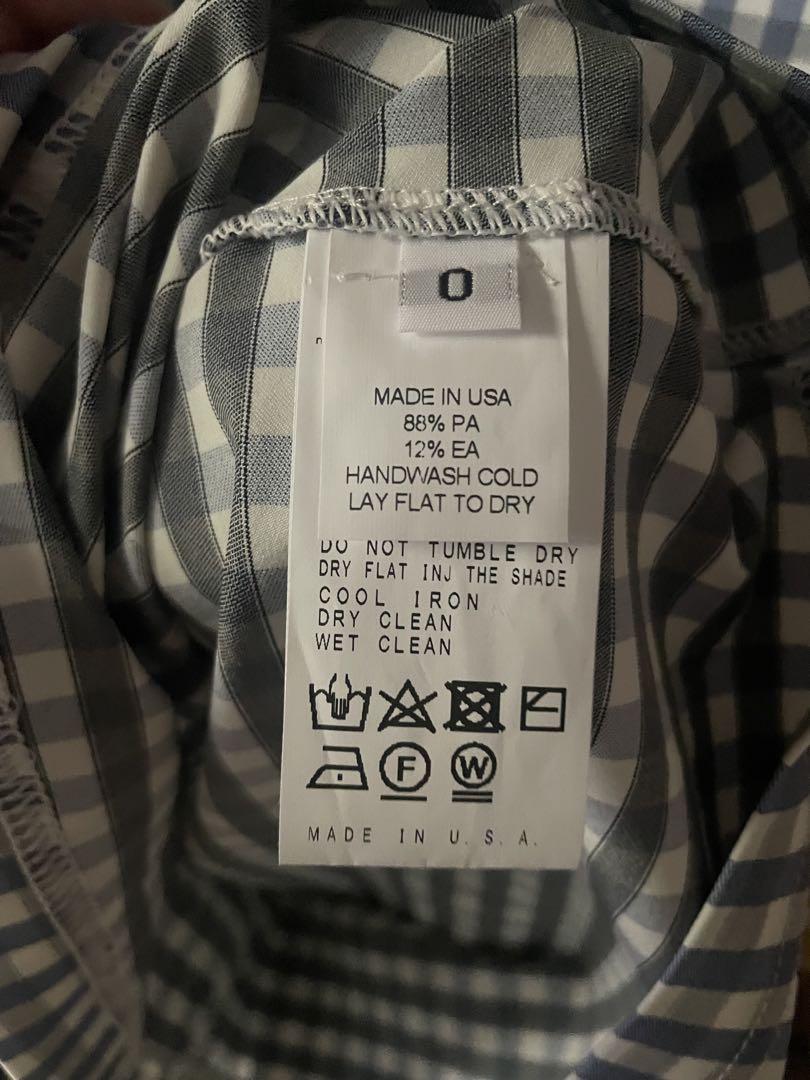 0
MADE IN USA
88% PA
12% EA
HANDWASH COLD
LAY FLAT TO DRY
DO NOT TUMBLE DRY
DRY FLAT INJ THE SHADE
COOL IRON
DRY CLEAN
WET CLEAN
F
W
MADE IN U.S.A.